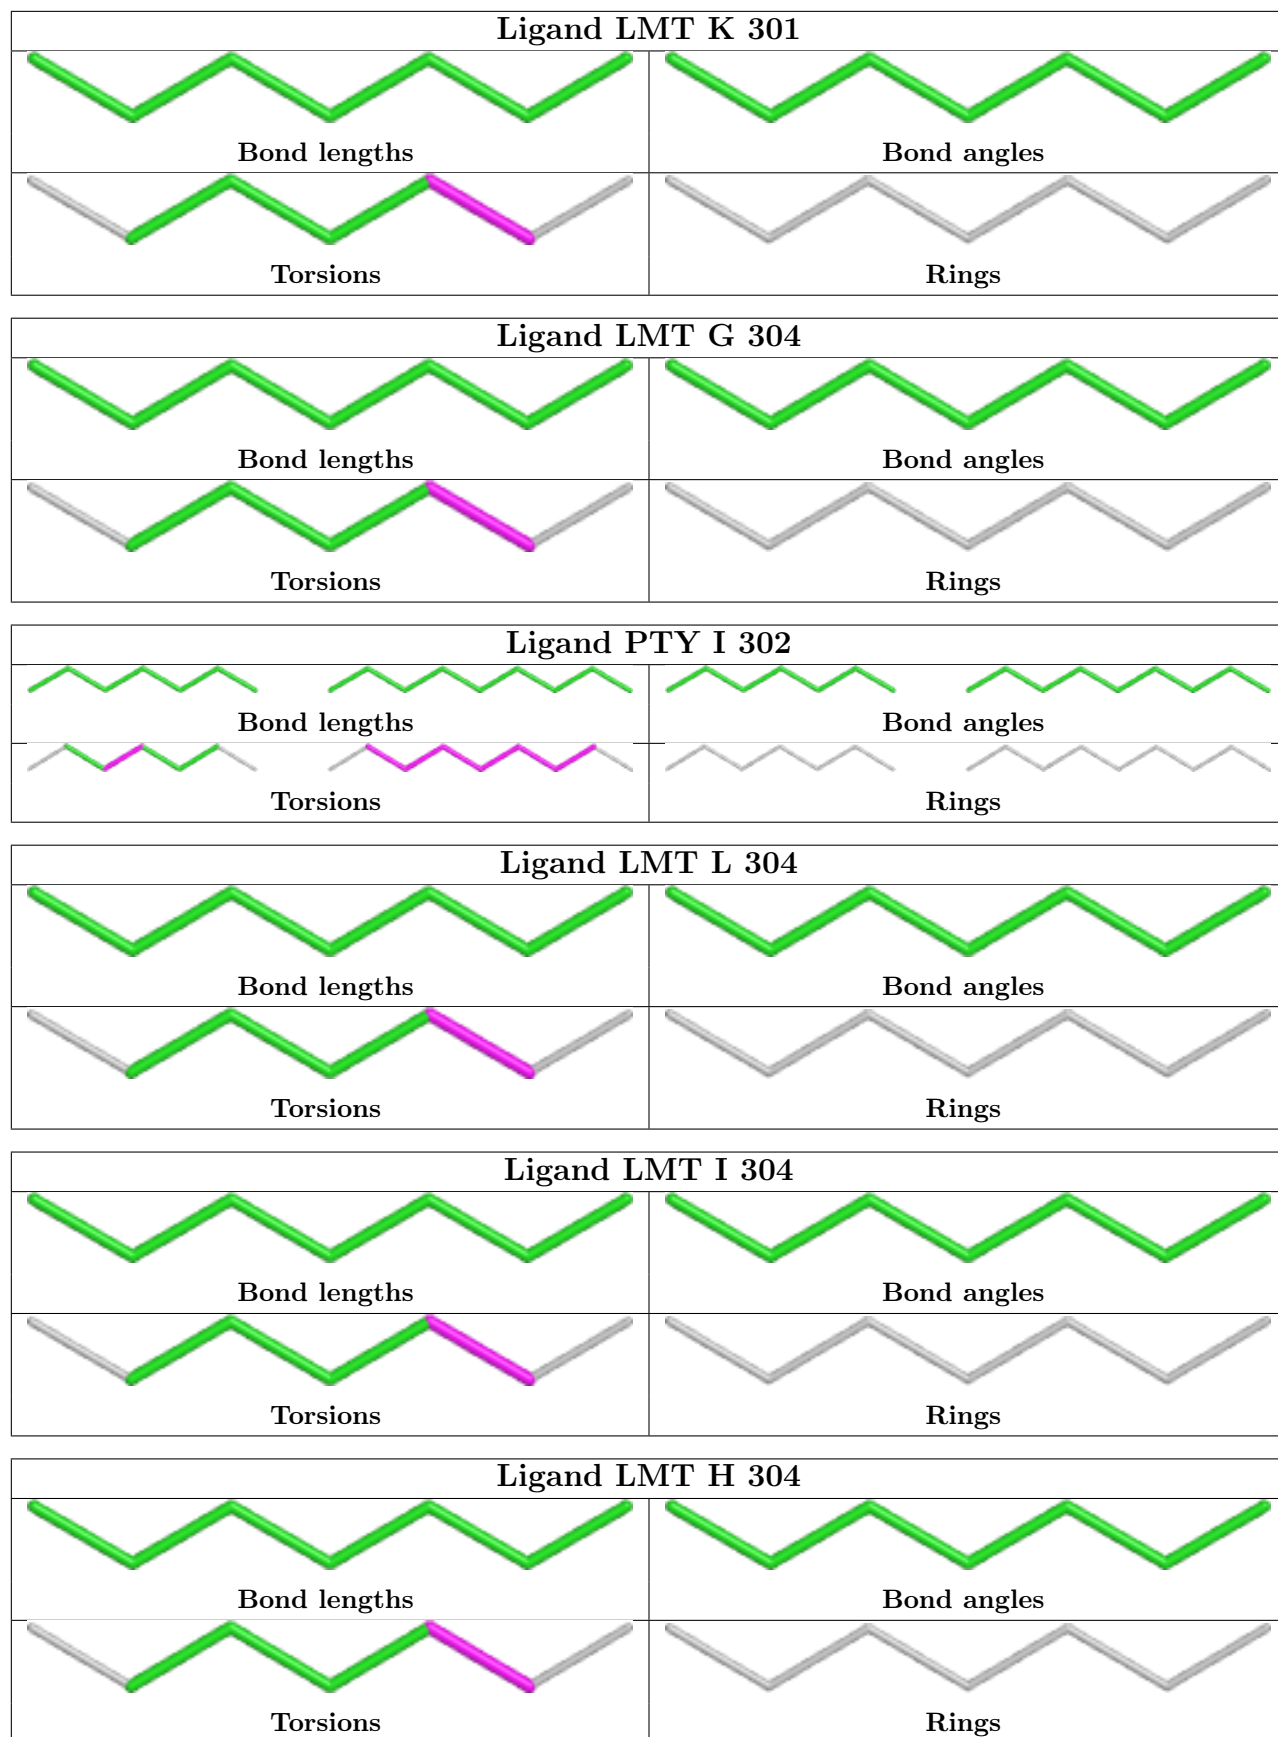 Ligand LMT K 301
Bond lengths
Bond angles
Torsions
Rings
Ligand LMT G 304
Bond lengths
Bond angles
Torsions
Rings
Ligand PTY I 302
Bond lengths
Bond angles
Torsions
Rings
Ligand LMT L 304
Bond lengths
Bond angles
Torsions
Rings
Ligand LMT I 304
Bond lengths
Bond angles
Torsions
Rings
Ligand LMT H 304
Bond lengths
Bond angles
Torsions
Rings